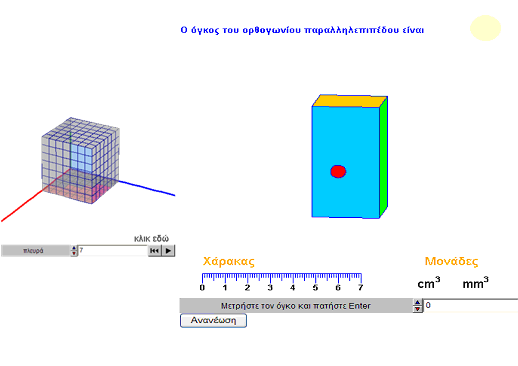 Ο όγκος του ορθογωνίου παραλληλεπιπέδου είναι
κλικ εδώ
πλευρά 7
Χάρακας
0 1 2 3 4 5 6 7
Μονάδες
cm³ mm³
Μετρήστε τον όγκο και πατήστε Enter 0
Ανανέωση